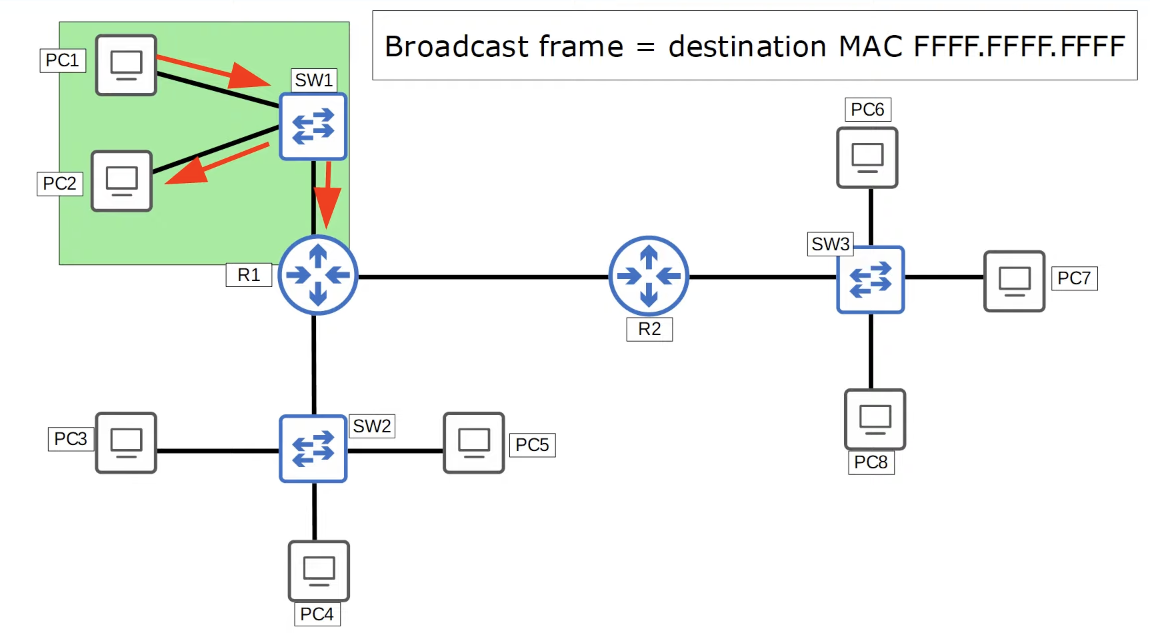 Broadcast frame = destination MAC FFFF.FFFF.FFFF
PC1
SW1
PC2
R1
PC6
SW3
PC7
R2
PC8
SW2
PC3
PC5
PC4